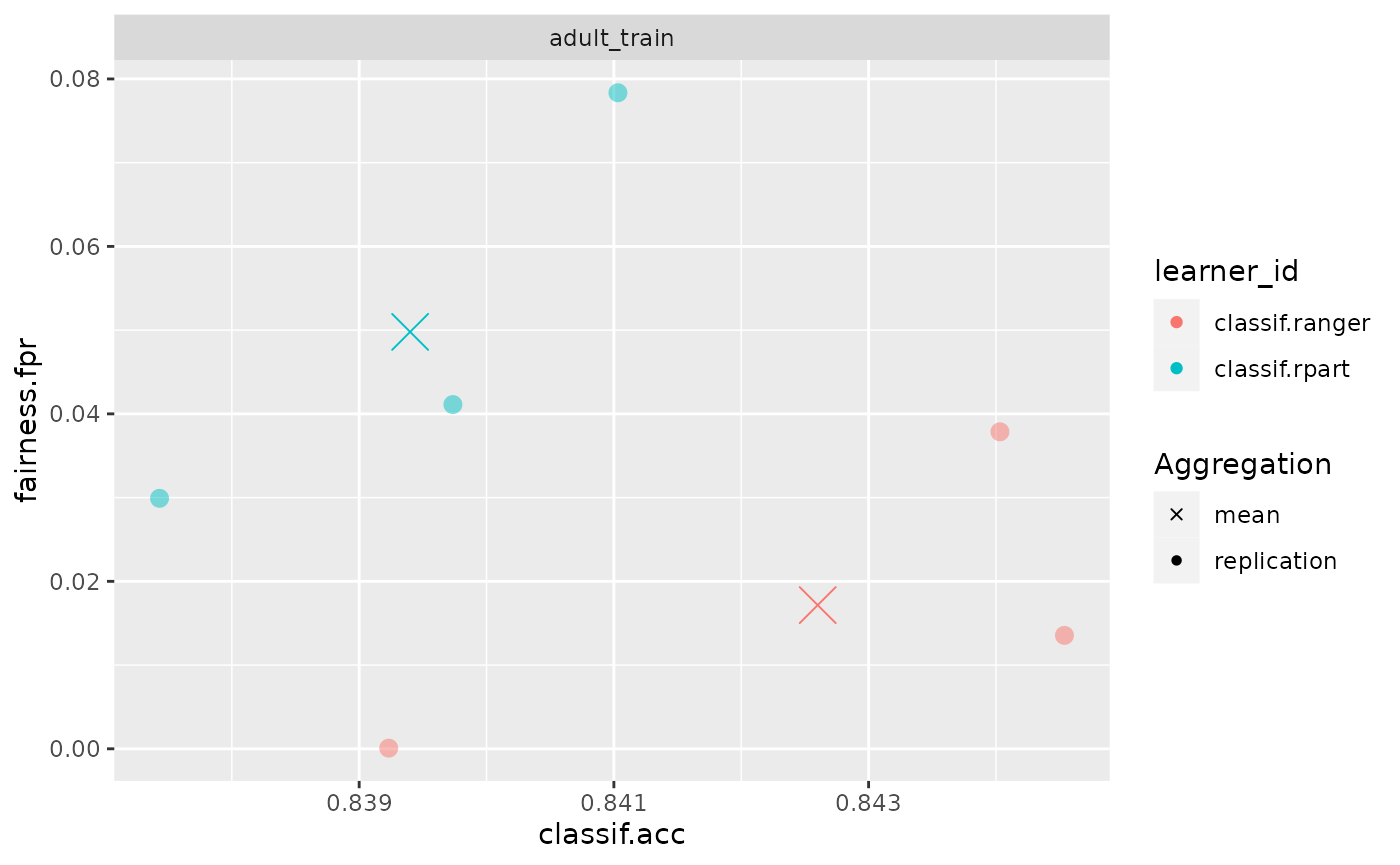 adult_train
0.08
0.06
0.04
0.02
0.00
fairness.fpr
0.839 0.841 0.843
classif.acc
learner_id
classif.ranger
classif.rpart
Aggregation
mean
replication